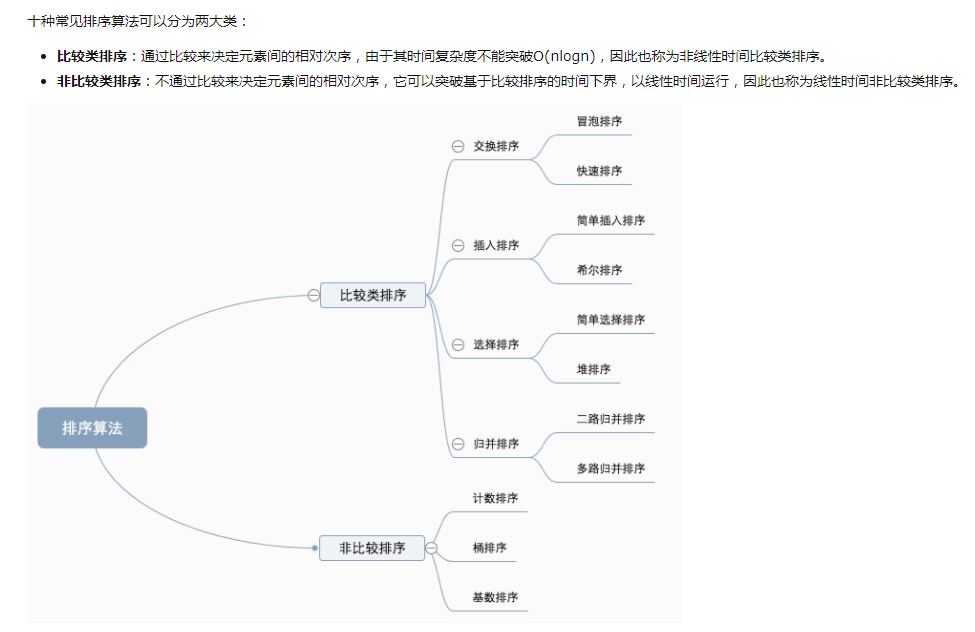 十种常见排序算法可以分为两大类：
比较类排序：通过比较来决定元素间的相对次序，由于其时间复杂度不能突破O(nlogn)，因此也称为非线性时间比较类排序。
非比较类排序：不通过比较来决定元素间的相对次序，它可以突破基于比较排序的时间下界，以线性时间运行，因此也称为线性时间非比较类排序。
冒泡排序
交换排序
快速排序
简单插入排序
插入排序
希尔排序
比较类排序
简单选择排序
选择排序
堆排序
二路归并排序
归并排序
多路归并排序
排序算法
计数排序
非比较排序
桶排序
基数排序